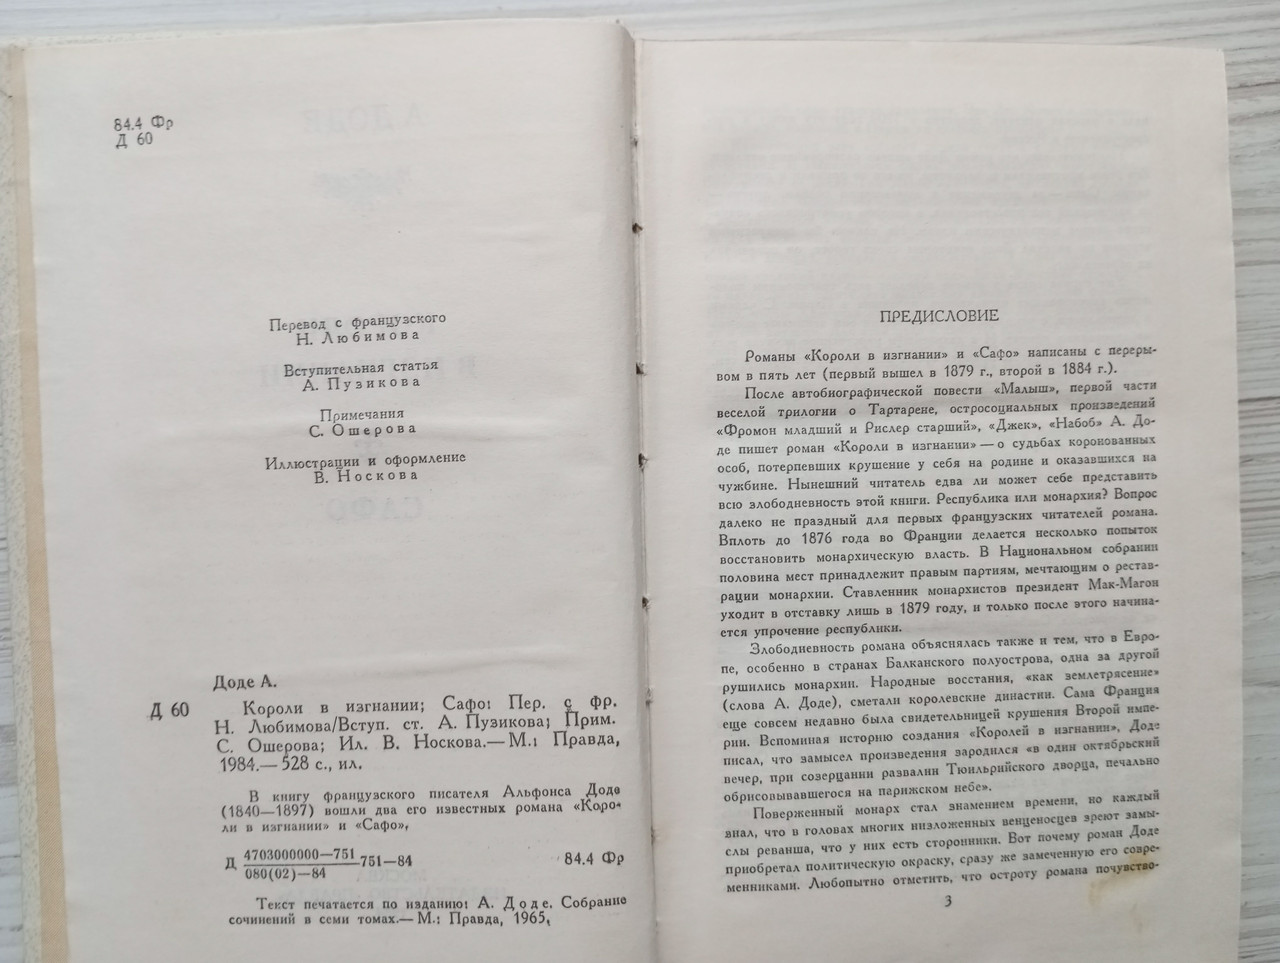 84.4 Фр
Д 60
Перевод с французского
Н. Любимова
Вступительная статья
А. Пузикова
Примечания
С. Ошерова
Иллюстрации и оформление
В. Носкова
Доде А.
Д 60
Короли в изгнании; Сафо: Пер. с фр.
Н. Любимова/Вступ. ст. А. Пузикова; Прим.
С. Ошерова; Ил. В. Носкова.— М.: Правда,
1984.— 528 с., ил.
В книгу французского писателя Альфонса Доде
(1840—1897) вошли два его известных романа «Коро-
ли в изгнании» и «Сафо»,
Д 4703000000—751
080(02)—84
751—84
84.4 Фр
Текст печатается по изданию: А. Доде. Собрание
сочинений в семи томах.— М.: Правда, 1965,
ПРЕДИСЛОВИЕ
Романы «Короли в изгнании» и «Сафо» написаны с переры-
вом в пять лет (первый вышел в 1879 г., второй в 1884 г.).
После автобиографической повести «Малыш», первой части
веселой трилогии о Тартарене, остросоциальных произведений
«Фромон младший и Рислер старший», «Джек», «Набоб» А. До-
де пишет роман «Короли в изгнании» — о судьбах коронованных
особ, потерпевших крушение у себя на родине и оказавшихся на
чужбине. Нынешний читатель едва ли может себе представить
всю злободневность этой книги. Республика или монархия? Вопрос
далеко не праздный для первых французских читателей романа.
Вплоть до 1876 года во Франции делается несколько попыток
восстановить монархическую власть. В Национальном собрании
половина мест принадлежит правым партиям, мечтающим о рестав-
рации монархии. Ставленник монархистов президент Мак-Магон
уходит в отставку лишь в 1879 году, и только после этого начина-
ется упрочение республики.
Злободневность романа объяснялась также и тем, что в Евро-
пе, особенно в странах Балканского полуострова, одна за другой
рушились монархии. Народные восстания, «как землетрясение»
(слова А. Доде), сметали королевские династии. Сама Франция
еще совсем недавно была свидетельницей крушения Второй импе-
рии. Вспоминая историю создания «Королей в изгнании», Доде
писал, что замысел произведения зародился «в один октябрьский
вечер, при созерцании развалин Тюильрийского дворца, печально
обрисовывавшегося на парижском небе».
Поверженный монарх стал знамением времени, но каждый
знал, что в головах многих низложенных венценосцев зреют замы-
слы реванша, что у них есть сторонники. Вот почему роман Доде
приобретал политическую окраску, сразу же замеченную его совре-
менниками. Любопытно отметить, что остроту романа почувство-
3